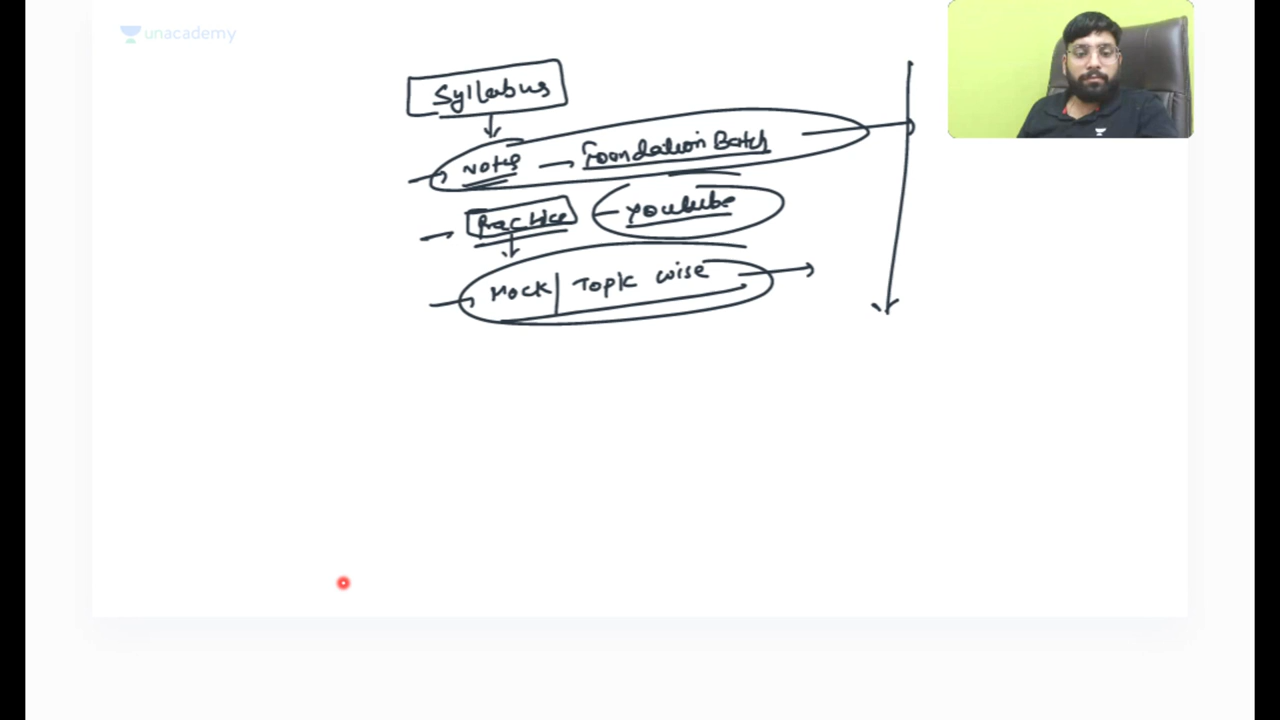 unacademy
Syllabus
Notes → Foundation Batch
Practice - Youtube
Mock | Topic wise